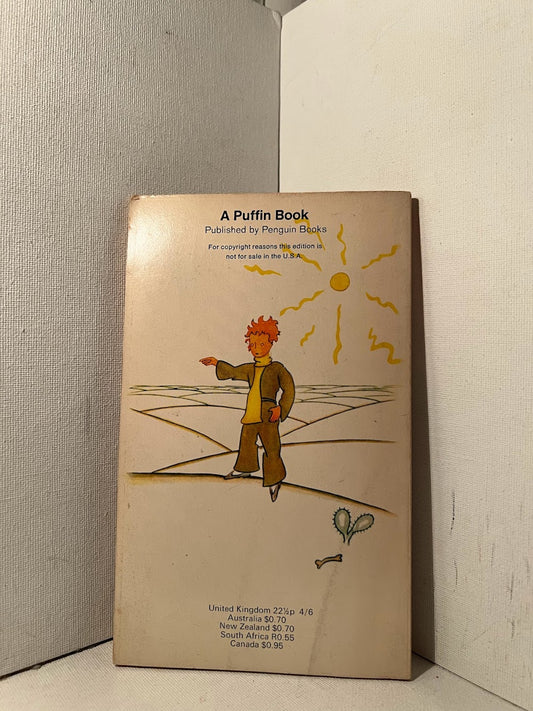 A Puffin Book
Published by Penguin Books
For copyright reasons this edition is
not for sale in the U.S.A.
United Kingdom 22½p 4/6
Australia $0.70
New Zealand $0.70
South Africa R0.55
Canada $0.95